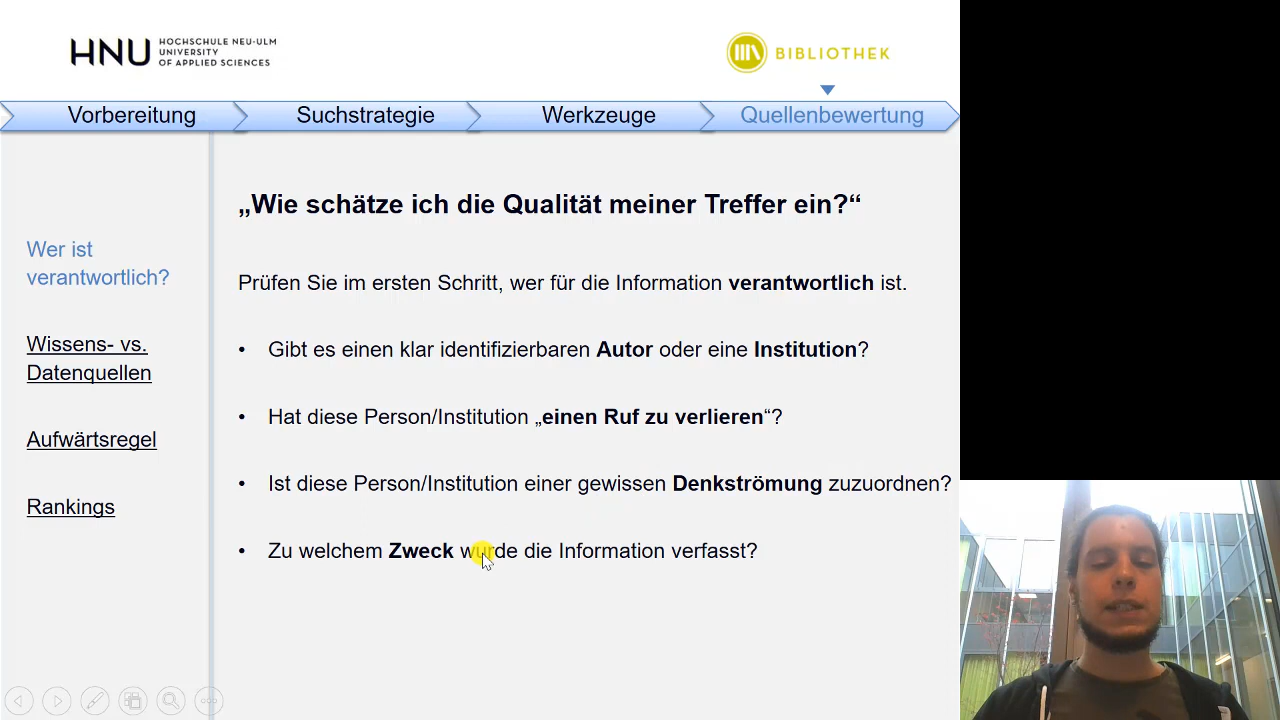 HNU HOCHSCHULE NEU-ULM
UNIVERSITY
OF APPLIED SCIENCES
BIBLIOTHEK
Vorbereitung
Suchstrategie
Werkzeuge
Quellenbewertung
Wer ist
verantwortlich?
Wissens- vs.
Datenquellen
Aufwärtsregel
Rankings
„Wie schätze ich die Qualität meiner Treffer ein?“
Prüfen Sie im ersten Schritt, wer für die Information verantwortlich ist.
• Gibt es einen klar identifizierbaren Autor oder eine Institution?
• Hat diese Person/Institution „einen Ruf zu verlieren“?
• Ist diese Person/Institution einer gewissen Denkströmung zuzuordnen?
• Zu welchem Zweck wurde die Information verfasst?